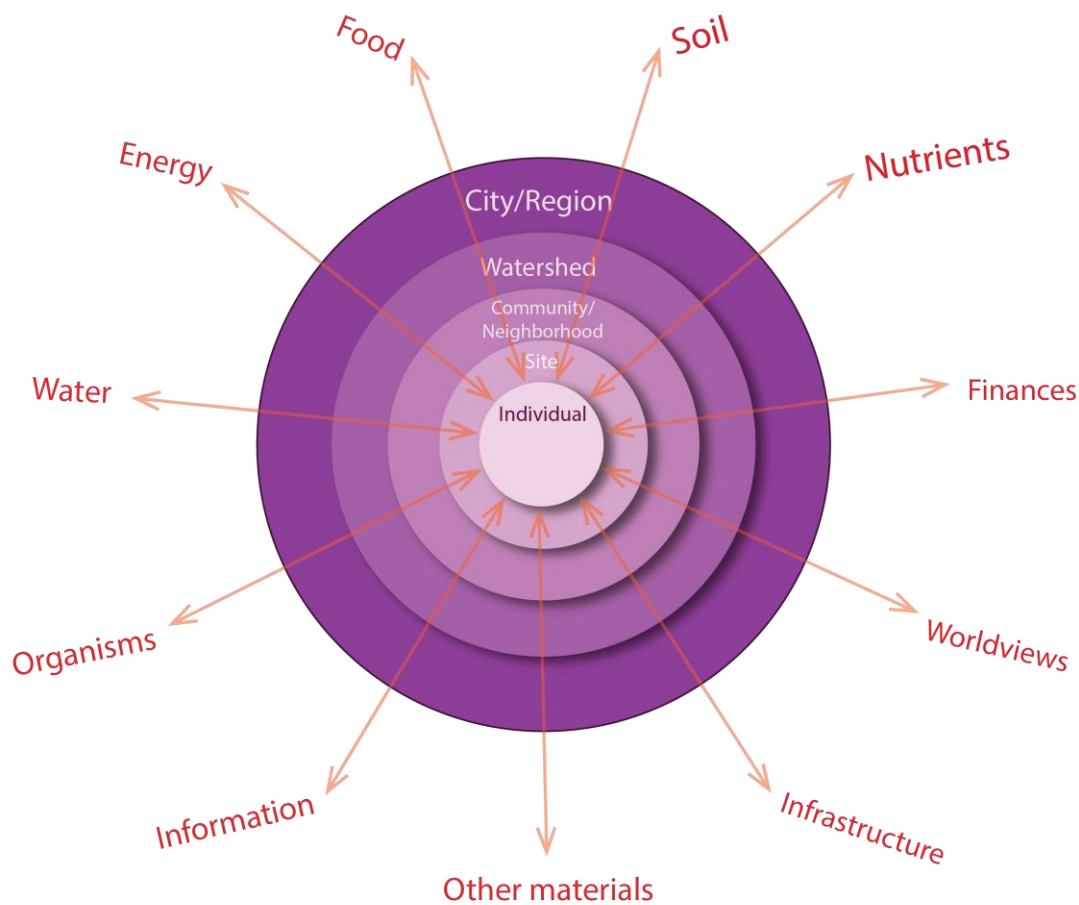 Food
Soil
Energy
Nutrients
City/Region
Watershed
Community/
Neighborhood
Site
Water
Individual
Finances
Organisms
Worldviews
Information
Infrastructure
Other materials